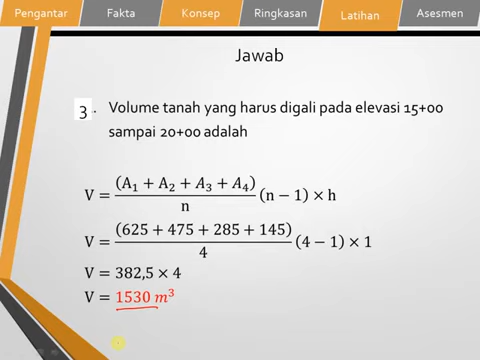 Pengantar Fakta Konsep Ringkasan Latihan Asesmen
Jawab
3. Volume tanah yang harus digali pada elevasi 15+00
sampai 20+00 adalah
V = (A₁ + A₂ + A₃ + A₄)/n (n − 1) × h
V = (625 + 475 + 285 + 145)/4 (4 − 1) × 1
V = 382,5 × 4
V = 1530 m³